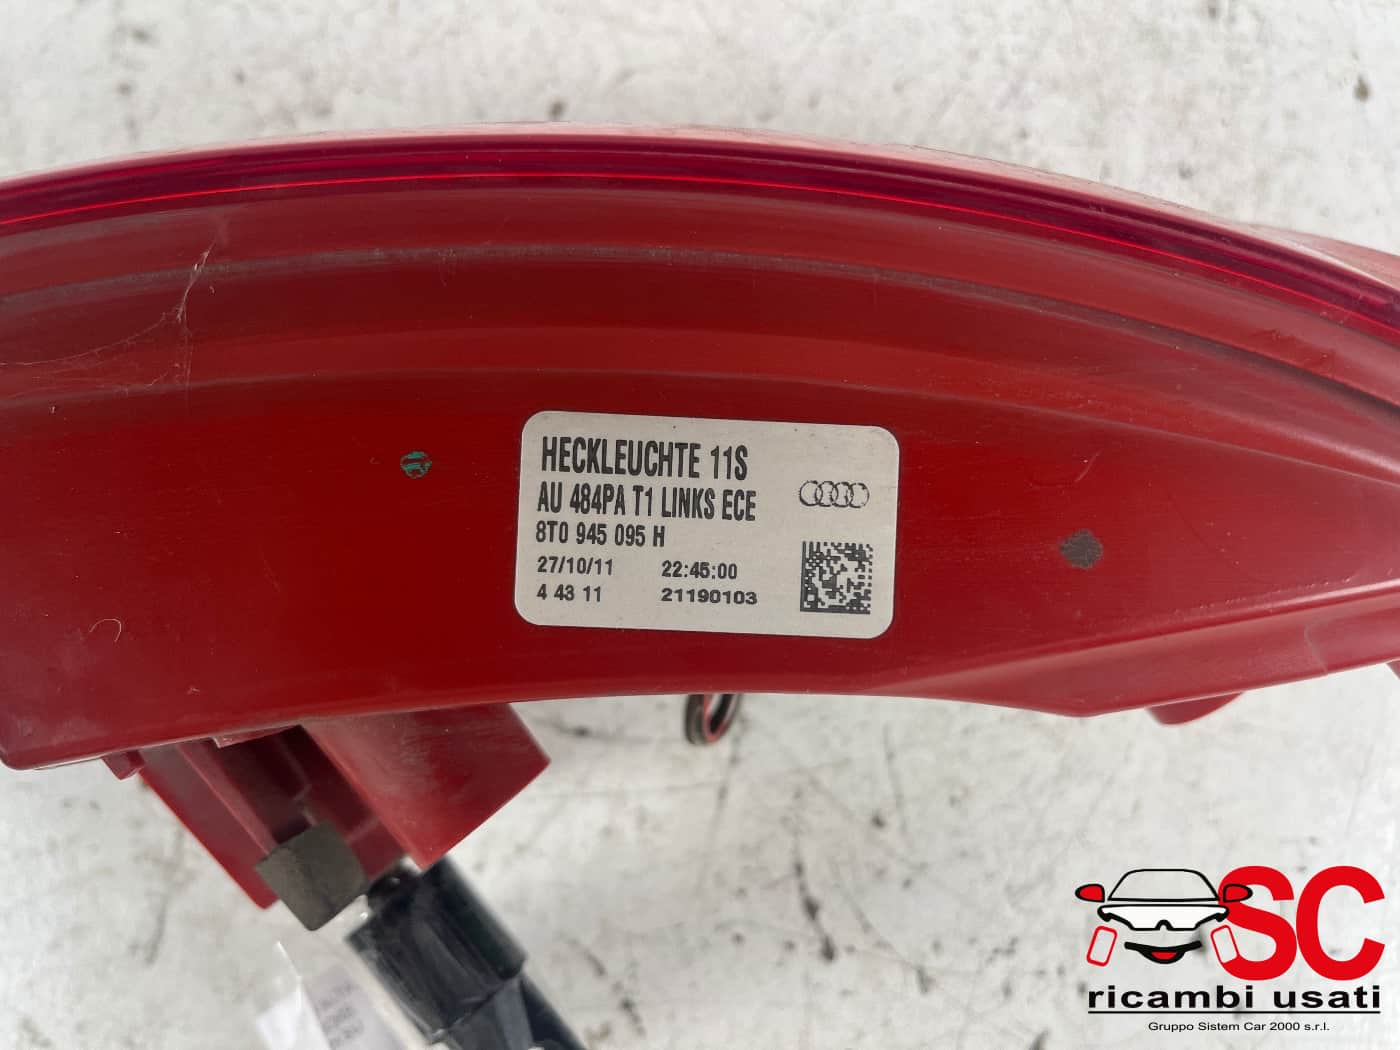 HECKLEUCHTE 11S
AU 484PA T1 LINKS ECE
8T0 945 095 H
27/10/11 22:45:00
4 43 11 21190103
SC
ricambi usati
Gruppo Sistem Car 2000 s.r.l.